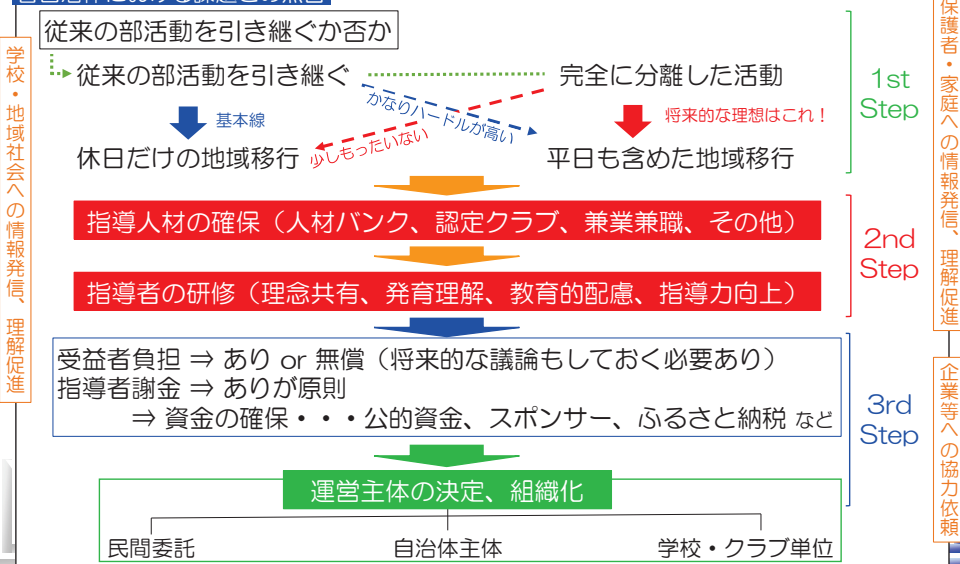 従来の部活動を引き継ぐか否か
従来の部活動を引き継ぐ
完全に分離した活動
基本線
かなりハードルが高い
少しもったいない
将来的な理想はこれ！
休日だけの地域移行
平日も含めた地域移行
1st
Step
指導人材の確保（人材バンク、認定クラブ、兼業兼職、その他）
指導者の研修（理念共有、発育理解、教育的配慮、指導力向上）
2nd
Step
受益者負担 ⇒ あり or 無償（将来的な議論もしておく必要あり）
指導者謝金 ⇒ ありが原則
⇒ 資金の確保・・・公的資金、スポンサー、ふるさと納税 など
3rd
Step
運営主体の決定、組織化
民間委託
自治体主体
学校・クラブ単位
学校・地域社会への情報発信、理解促進
保護者・家庭への情報発信、理解促進
企業等への協力依頼